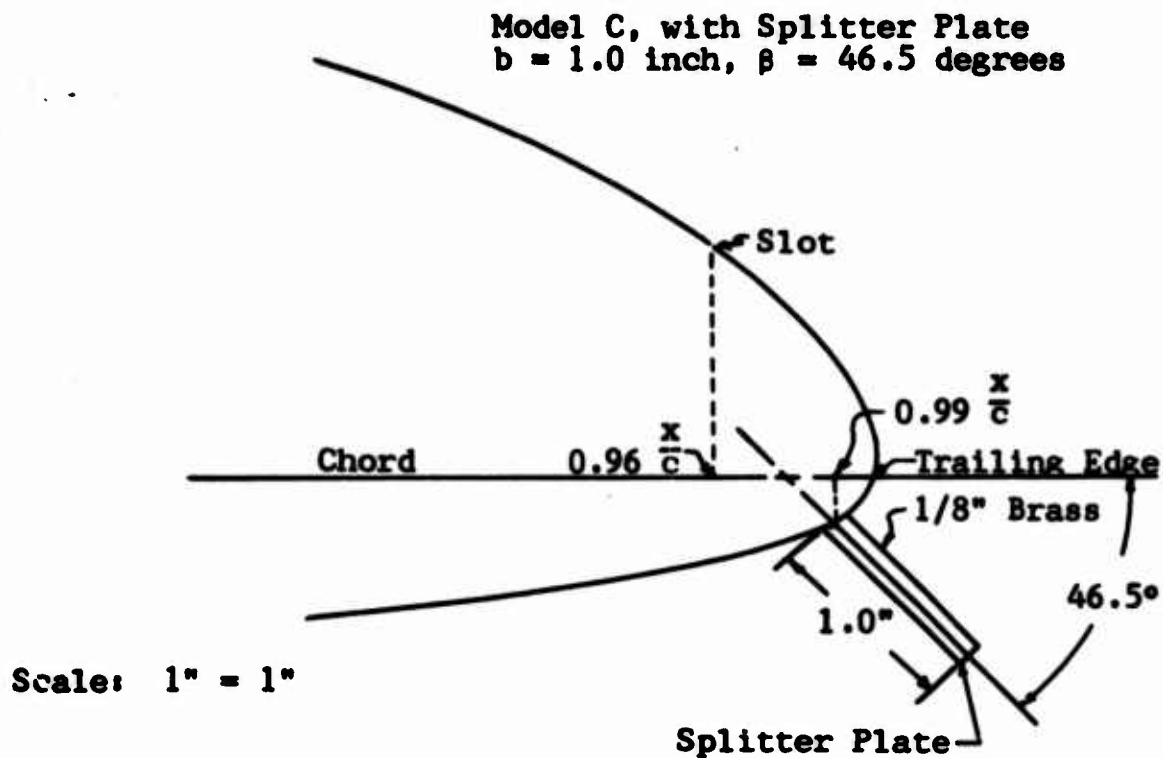 Model C, with Splitter Plate
b = 1.0 inch, β = 46.5 degrees
Slot
0.99 x/c
Chord
0.96 x/c
Trailing Edge
1/8" Brass
46.5°
1.0"
Scale: 1" = 1"
Splitter Plate